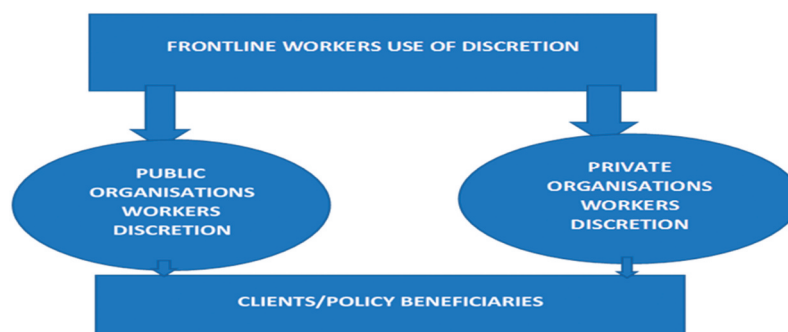 FRONTLINE WORKERS USE OF DISCRETION
PUBLIC
ORGANISATIONS
WORKERS
DISCRETION
PRIVATE
ORGANISATIONS
WORKERS
DISCRETION
CLIENTS/POLICY BENEFICIARIES